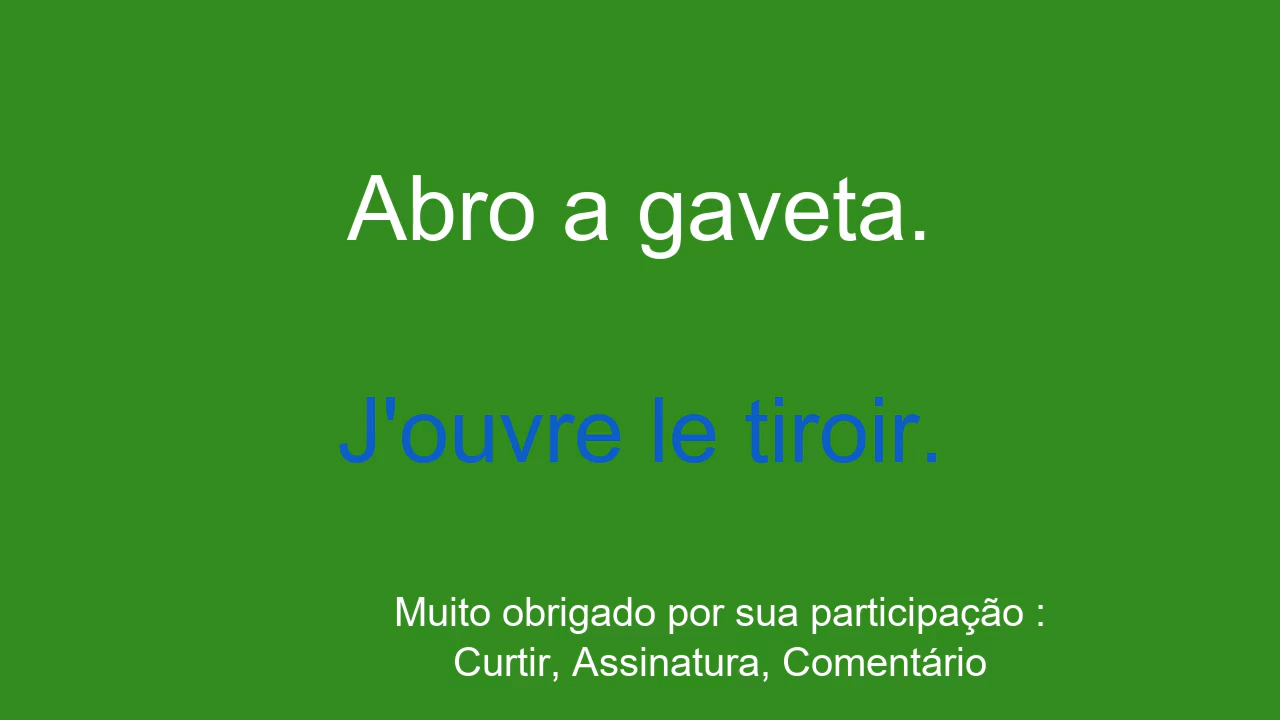 Abro a gaveta.
J'ouvre le tiroir.
Muito obrigado por sua participação :
Curtir, Assinatura, Comentário